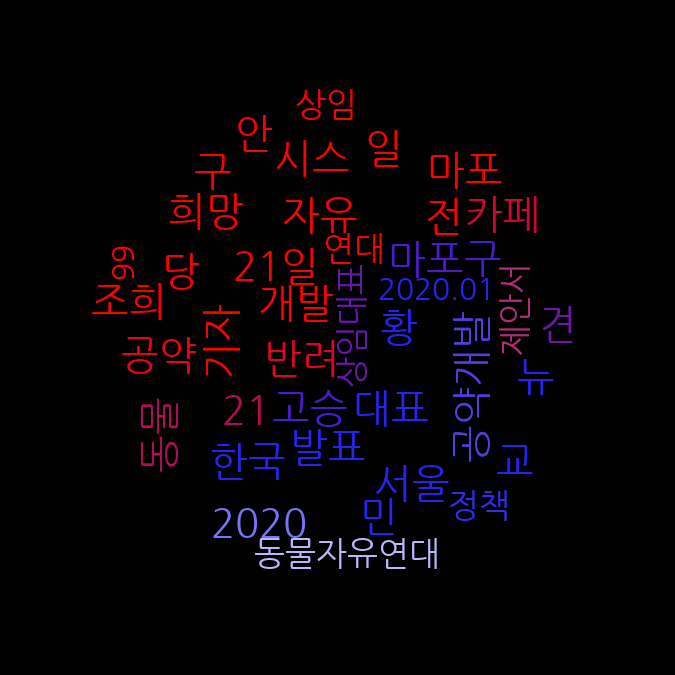 상임
안
시스
일
구
마포
희망
자유
전
카페
99
당
21일
연대
마포구
조희
개발
상임대표
2020.01
제안서
공약
기자
반려
황
공약개발
견
뉴
동물
21
고승
대표
한국
발표
교
서울
정책
2020
민
동물자유연대